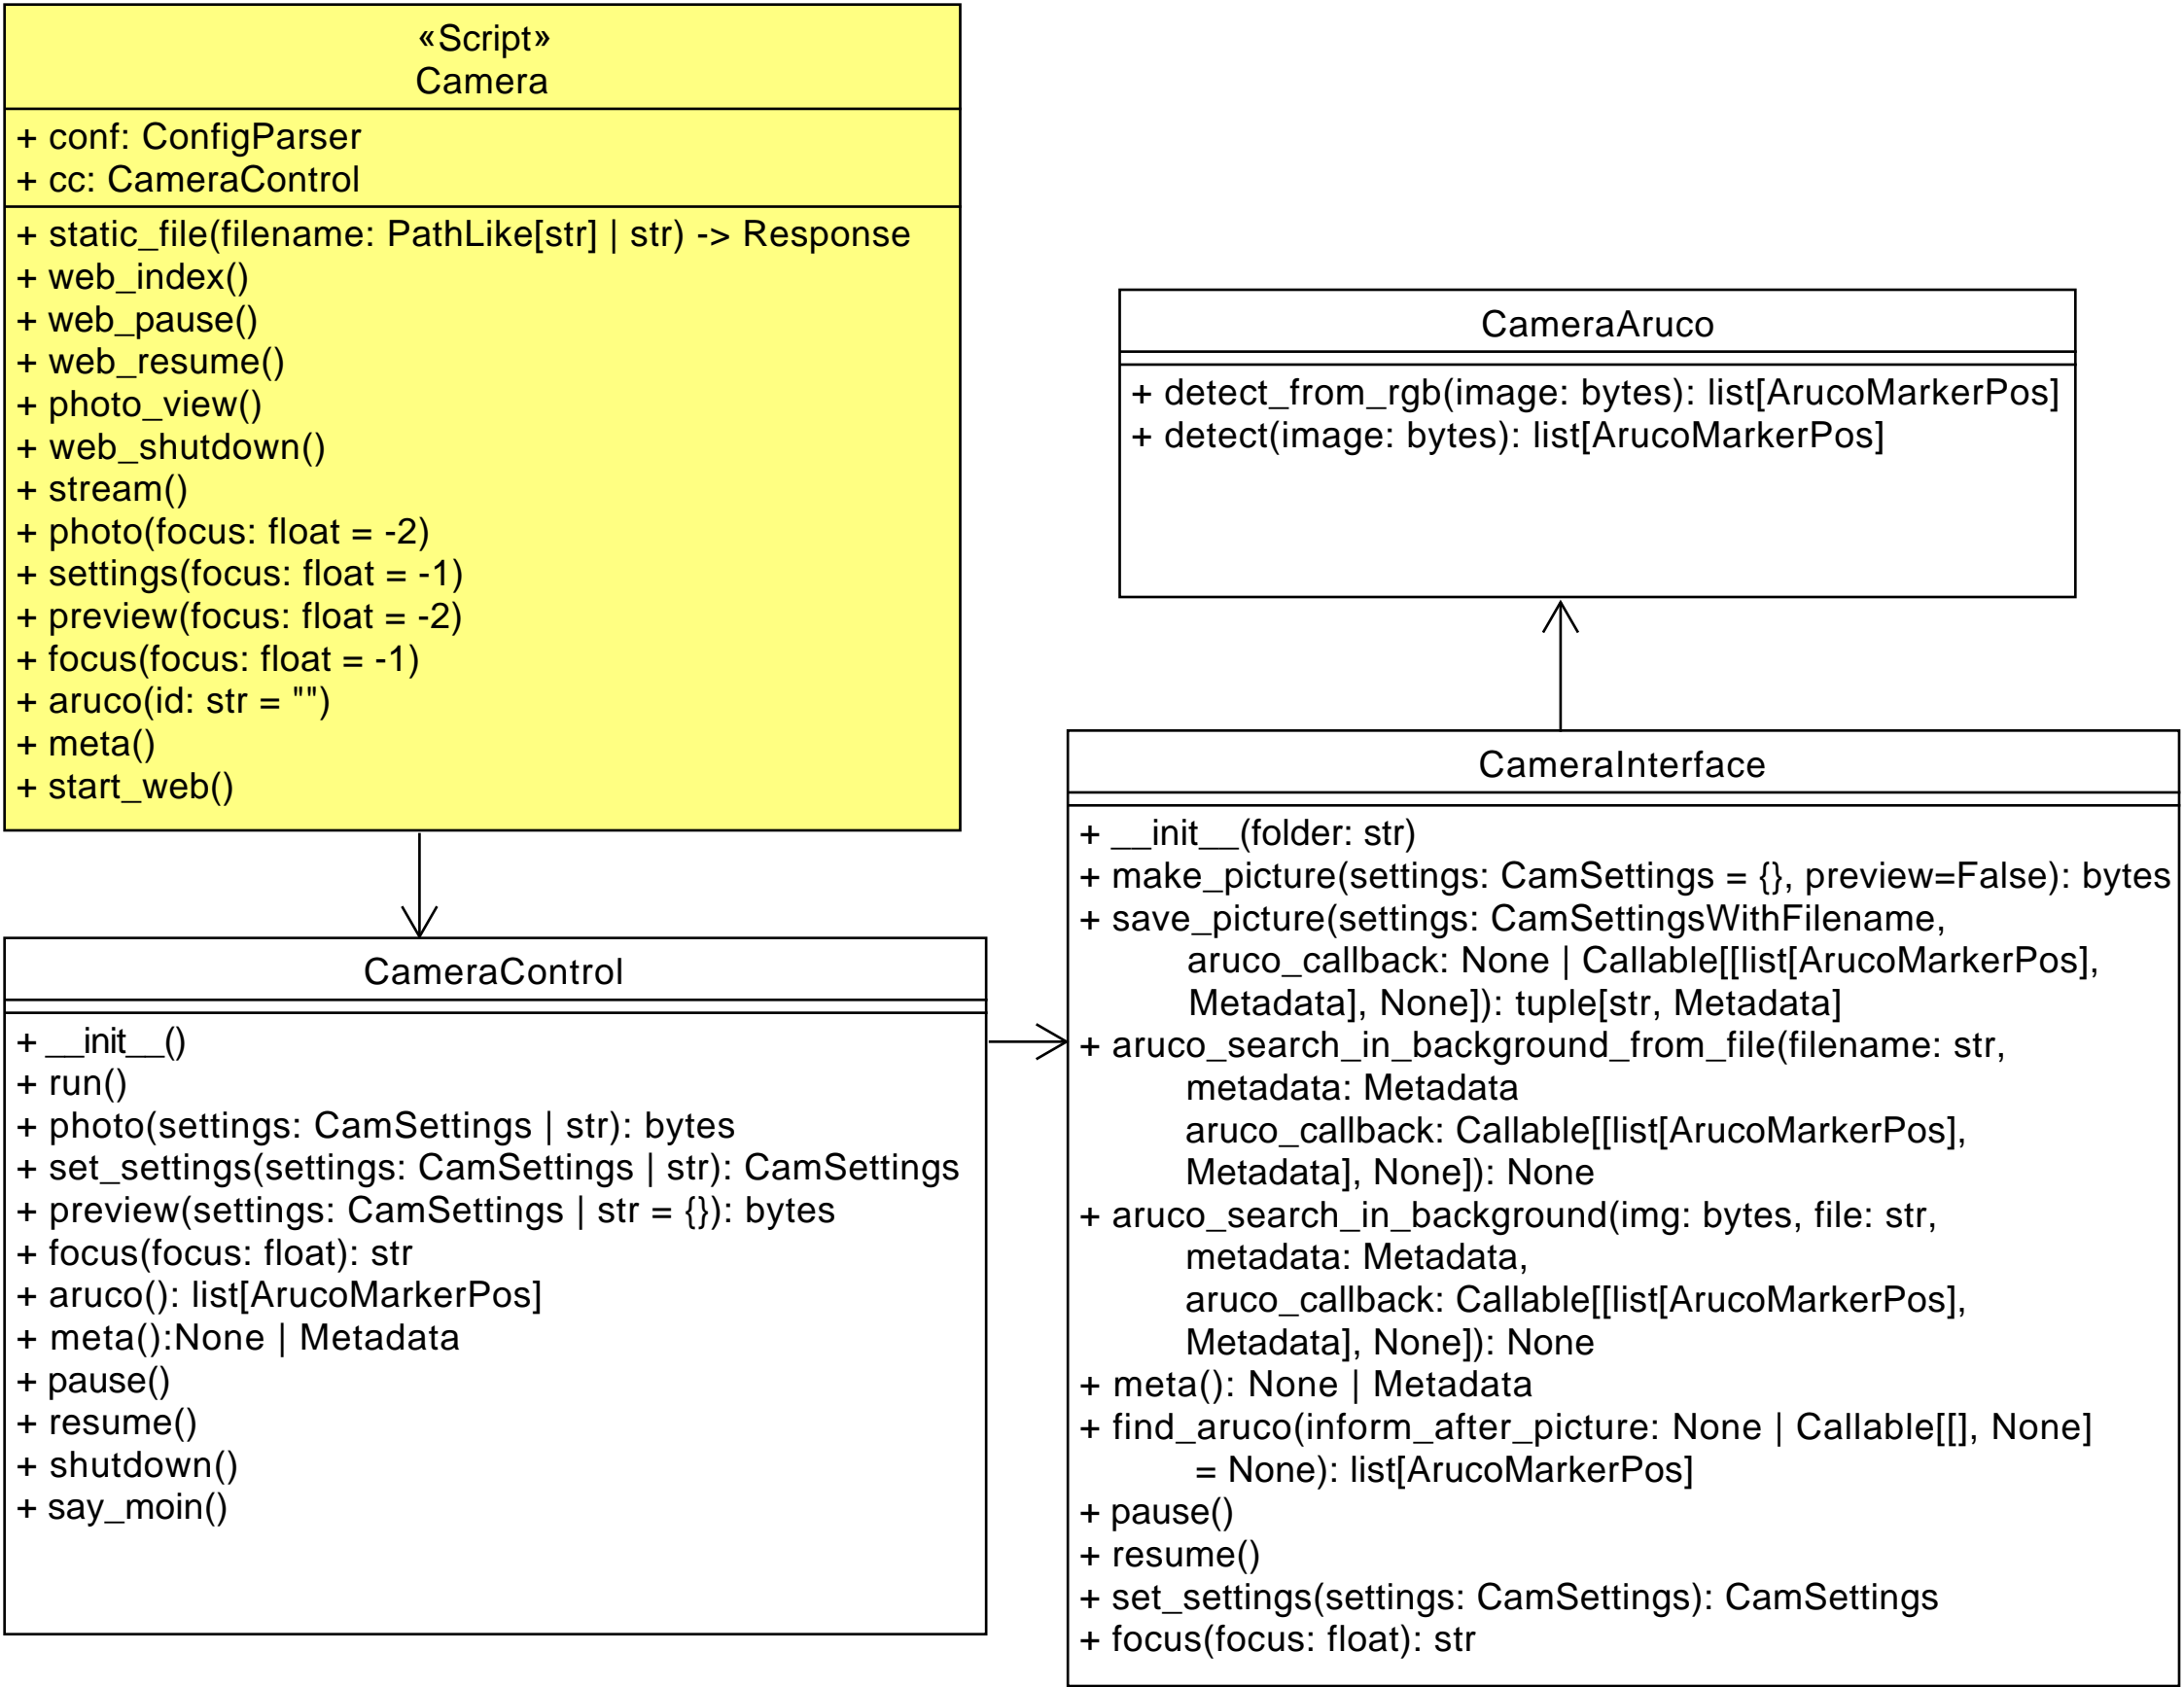 «Script»
Camera
+ conf: ConfigParser
+ cc: CameraControl
+ static_file(filename: PathLike[str] | str) -> Response
+ web_index()
+ web_pause()
+ web_resume()
+ photo_view()
+ web_shutdown()
+ stream()
+ photo(focus: float = -2)
+ settings(focus: float = -1)
+ preview(focus: float = -2)
+ focus(focus: float = -1)
+ aruco(id: str = "")
+ meta()
+ start_web()
CameraAruco
+ detect_from_rgb(image: bytes): list[ArucoMarkerPos]
+ detect(image: bytes): list[ArucoMarkerPos]
CameraControl
+ __init__()
+ run()
+ photo(settings: CamSettings | str): bytes
+ set_settings(settings: CamSettings | str): CamSettings
+ preview(settings: CamSettings | str = {}): bytes
+ focus(focus: float): str
+ aruco(): list[ArucoMarkerPos]
+ meta():None | Metadata
+ pause()
+ resume()
+ shutdown()
+ say_moin()
CameraInterface
+ __init__(folder: str)
+ make_picture(settings: CamSettings = {}, preview=False): bytes
+ save_picture(settings: CamSettingsWithFilename,
aruco_callback: None | Callable[[list[ArucoMarkerPos],
Metadata], None]): tuple[str, Metadata]
+ aruco_search_in_background_from_file(filename: str,
metadata: Metadata
aruco_callback: Callable[[list[ArucoMarkerPos],
Metadata], None]): None
+ aruco_search_in_background(img: bytes, file: str,
metadata: Metadata,
aruco_callback: Callable[[list[ArucoMarkerPos],
Metadata], None]): None
+ meta(): None | Metadata
+ find_aruco(inform_after_picture: None | Callable[[], None]
= None): list[ArucoMarkerPos]
+ pause()
+ resume()
+ set_settings(settings: CamSettings): CamSettings
+ focus(focus: float): str